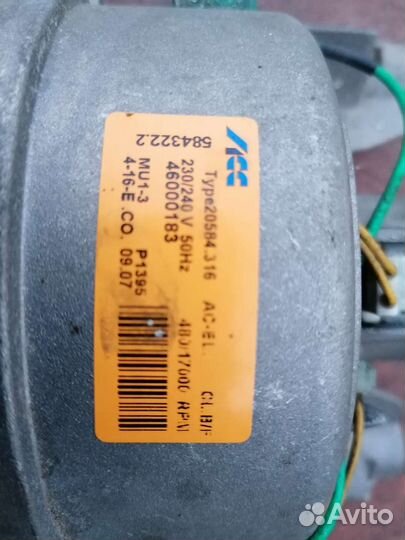 ACC
584322.2
Type20584.316 AC-EL. CL.B/F
230/240 V 50Hz 480/17000 RPM
46000183
MU1-3 P1395
4-16-E .CO. 09.07
Avito